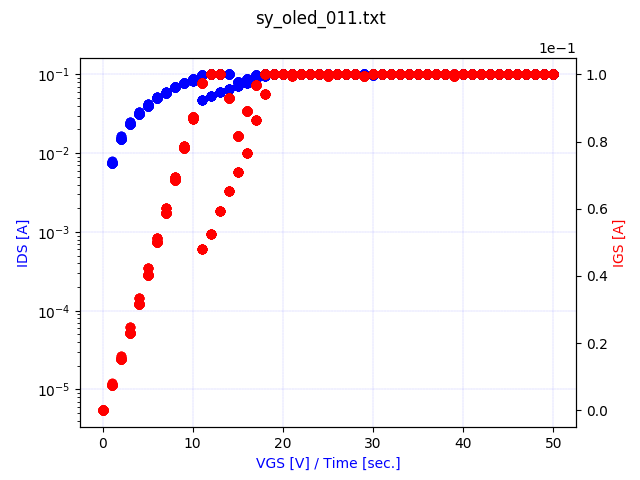 sy_oled_011.txt
1e−1
10⁻¹
10⁻²
10⁻³
10⁻⁴
10⁻⁵
IDS [A]
1.0
0.8
0.6
0.4
0.2
0.0
IGS [A]
0 10 20 30 40 50
VGS [V] / Time [sec.]